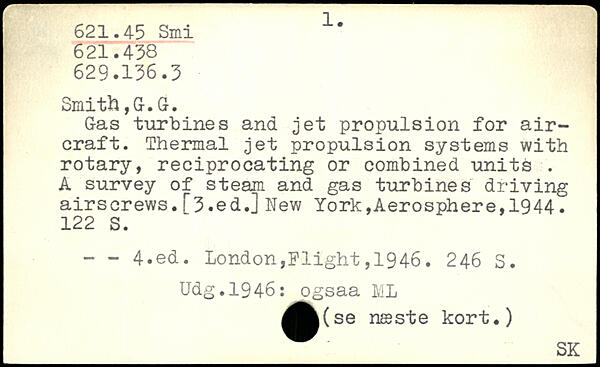 1.
621.45 Smi
621.438
629.136.3
Smith,G.G.
Gas turbines and jet propulsion for air-
craft. Thermal jet propulsion systems with
rotary, reciprocating or combined units .
A survey of steam and gas turbines driving
airscrews.[3.ed.] New York,Aerosphere,1944.
122 S.
- - 4.ed. London,Flight,1946. 246 S.
Udg.1946: ogsaa ML
(se næste kort.)
SK